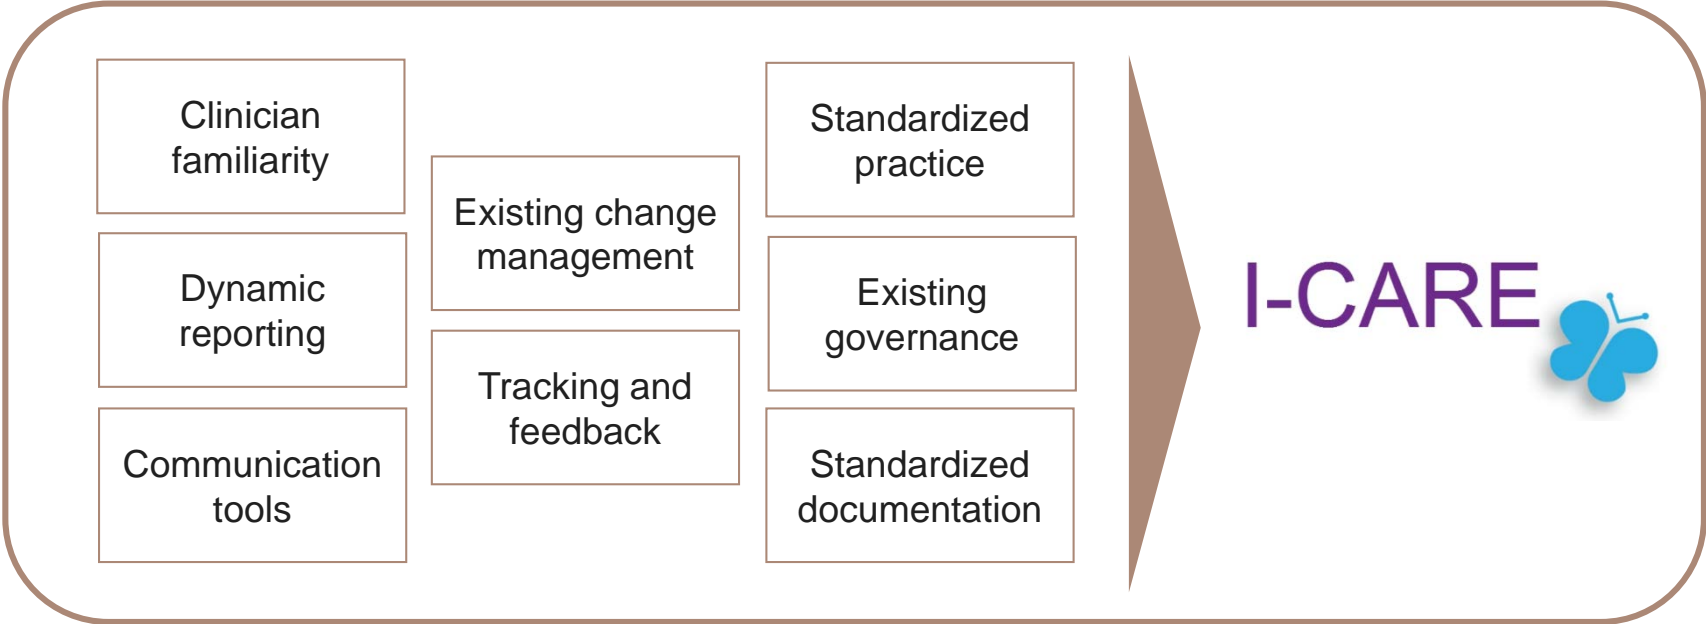 Clinician
familiarity
Dynamic
reporting
Communication
tools
Existing change
management
Tracking and
feedback
Standardized
practice
Existing
governance
Standardized
documentation
I-CARE